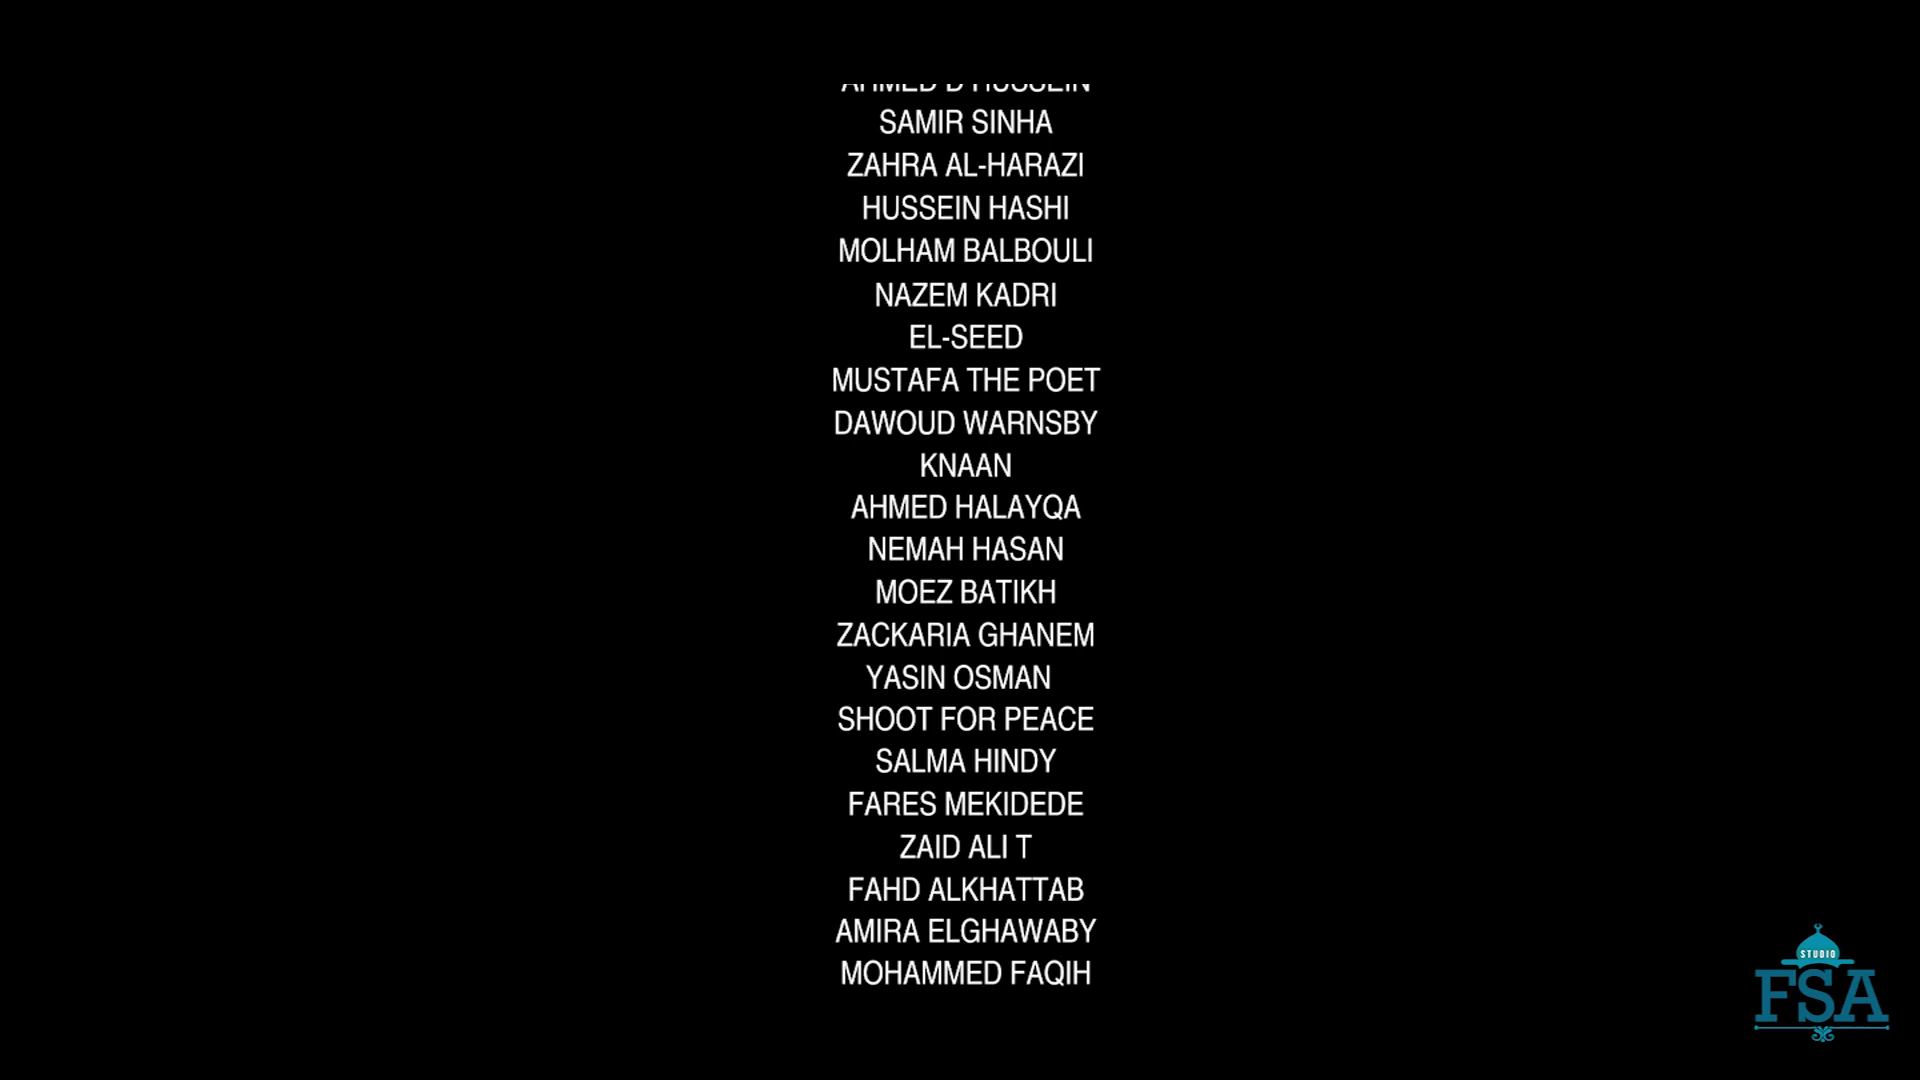 AHMED D HUSSEIN
SAMIR SINHA
ZAHRA AL-HARAZI
HUSSEIN HASHI
MOLHAM BALBOULI
NAZEM KADRI
EL-SEED
MUSTAFA THE POET
DAWOUD WARNSBY
KNAAN
AHMED HALAYQA
NEMAH HASAN
MOEZ BATIKH
ZACKARIA GHANEM
YASIN OSMAN
SHOOT FOR PEACE
SALMA HINDY
FARES MEKIDEDE
ZAID ALI T
FAHD ALKHATTAB
AMIRA ELGHAWABY
MOHAMMED FAQIH
STUDIO
FSA